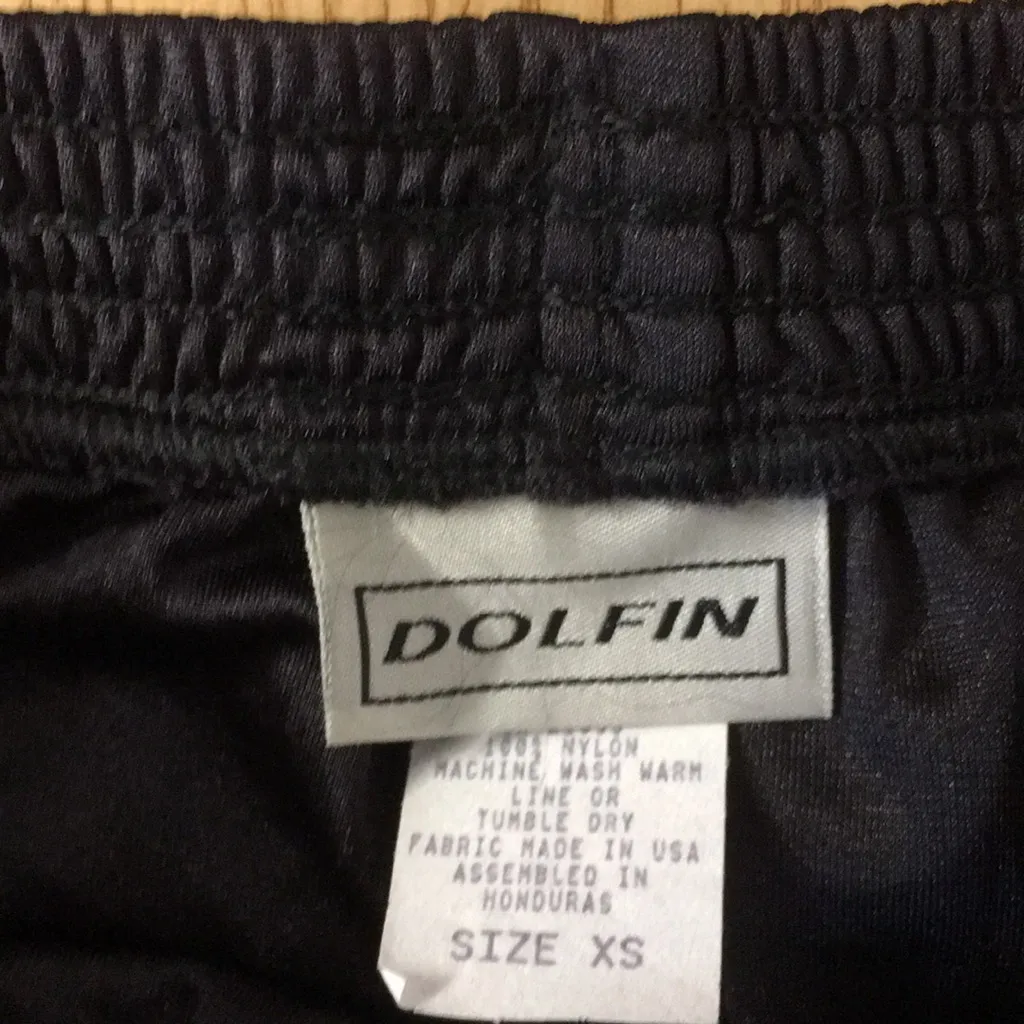 DOLFIN
100% NYLON
MACHINE WASH WARM
LINE OR
TUMBLE DRY
FABRIC MADE IN USA
ASSEMBLED IN
HONDURAS
SIZE XS